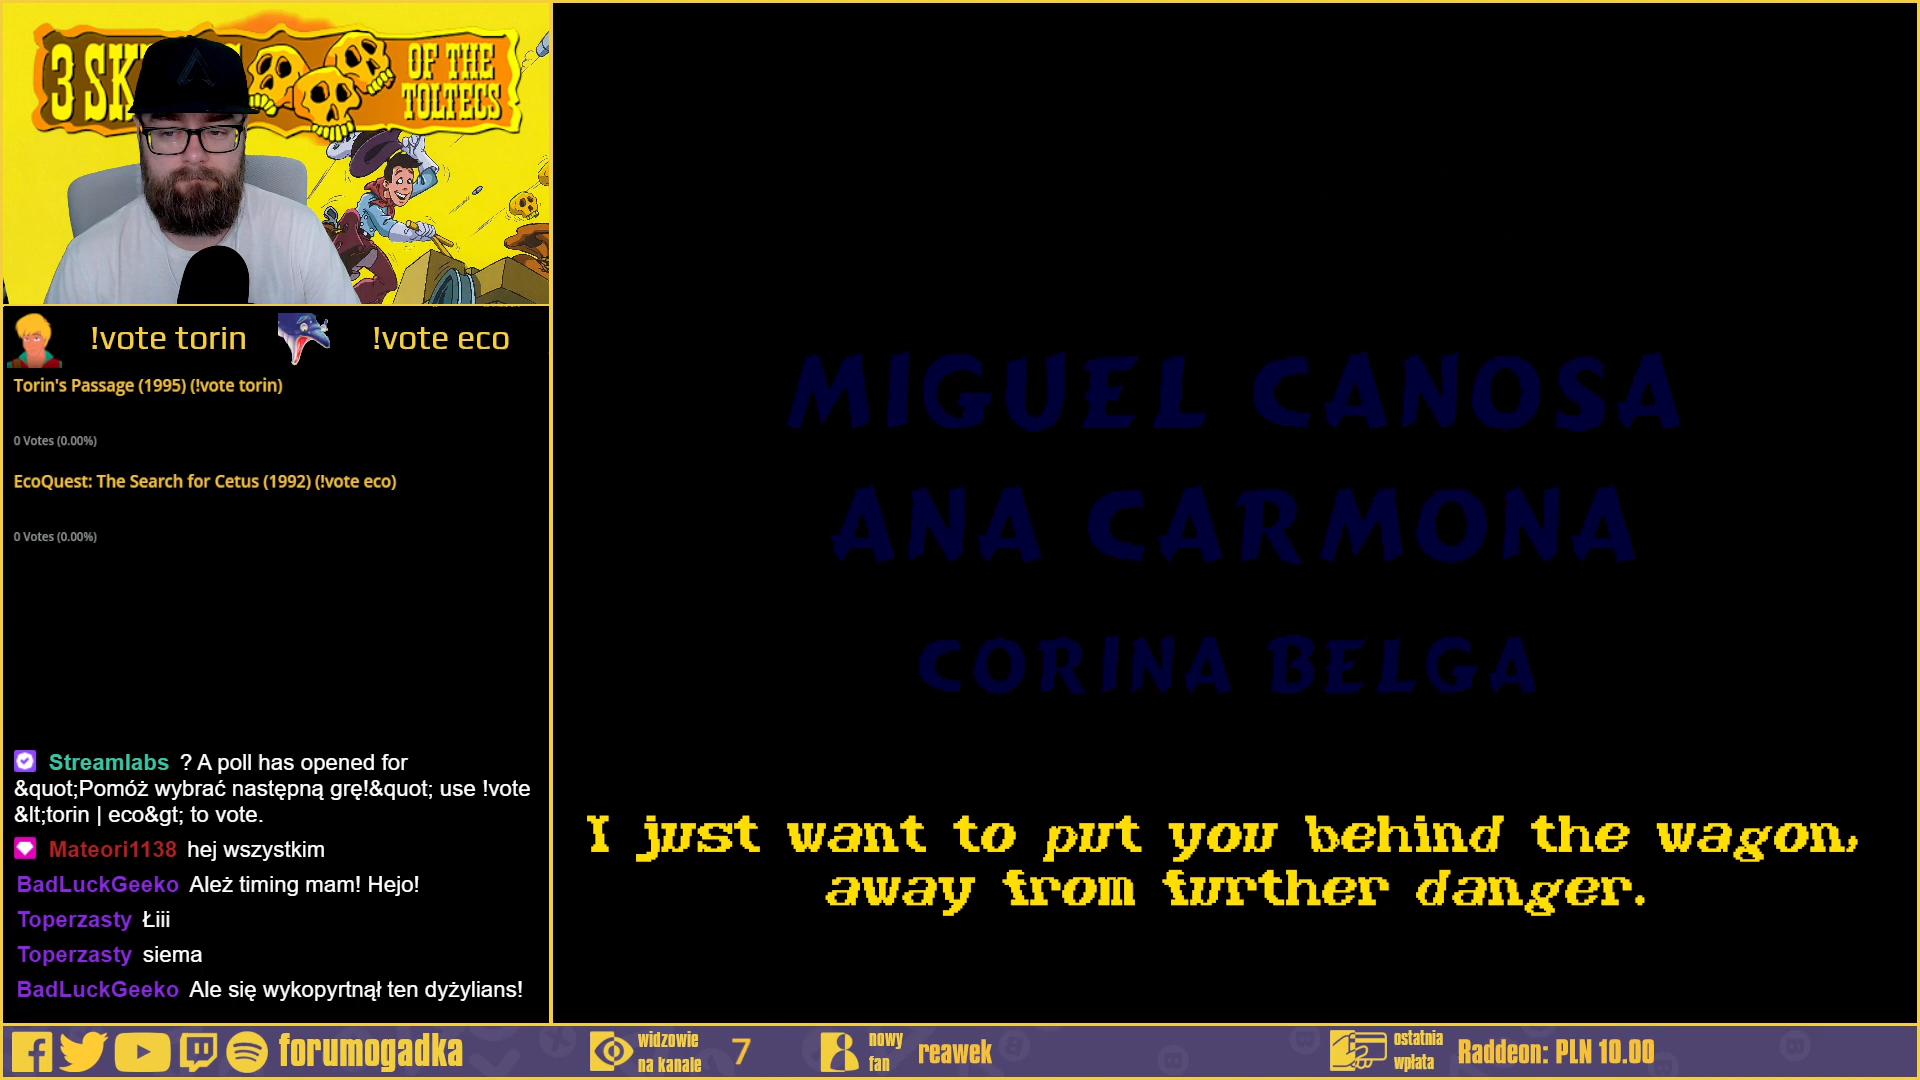 3 SK
OF THE
TOLTECS
!vote torin
!vote eco
Torin's Passage (1995) (!vote torin)
0 Votes (0.00%)
EcoQuest: The Search for Cetus (1992) (!vote eco)
0 Votes (0.00%)
Streamlabs ? A poll has opened for
&quot;Pomóż wybrać następną grę!&quot; use !vote
&lt;torin | eco&gt; to vote.
Mateori1138 hej wszystkim
BadLuckGeeko Ależ timing mam! Hejo!
Toperzasty Łiii
Toperzasty siema
BadLuckGeeko Ale się wykopyrtnął ten dyżylians!
MIGUEL CANOSA
ANA CARMONA
CORINA BELGA
I just want to put you behind the wagon,
away from further danger.
forumogadka
widzowie
na kanale
7
nowy
fan
reawek
ostatnia
wpłata
Raddeon: PLN 10.00